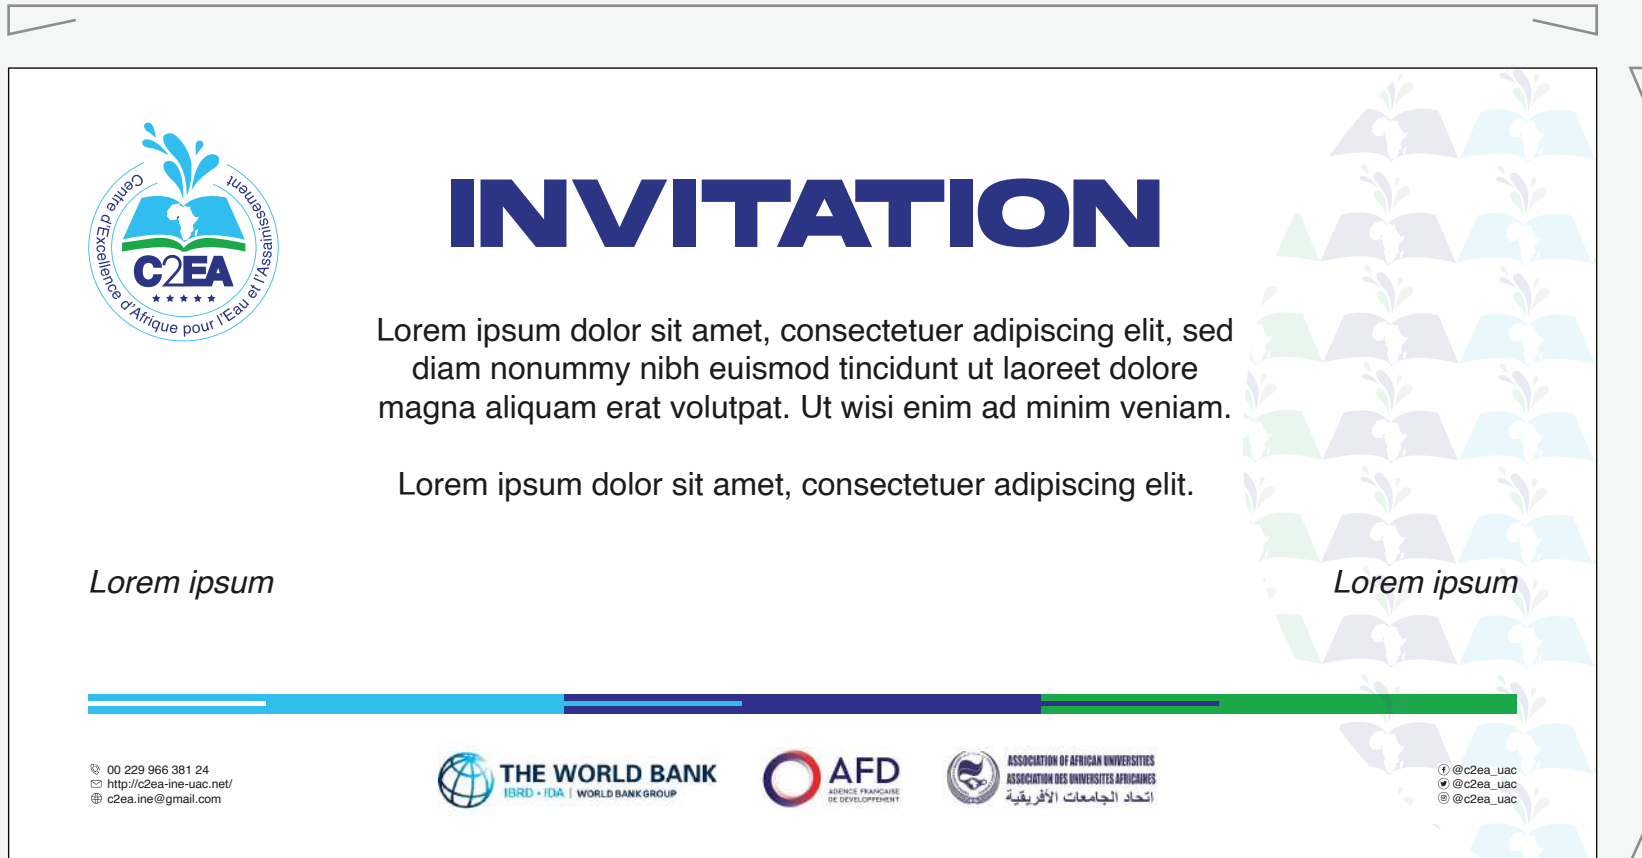 Centre d'Excellence d'Afrique pour l'Eau et l'Assainissement
C2EA
INVITATION
Lorem ipsum dolor sit amet, consectetuer adipiscing elit, sed
diam nonummy nibh euismod tincidunt ut laoreet dolore
magna aliquam erat volutpat. Ut wisi enim ad minim veniam.
Lorem ipsum dolor sit amet, consectetuer adipiscing elit.
Lorem ipsum
Lorem ipsum
00 229 966 381 24
http://c2ea-ine-uac.net/
c2ea.ine@gmail.com
THE WORLD BANK
IBRD • IDA | WORLD BANK GROUP
AFD
AGENCE FRANÇAISE
DE DÉVELOPPEMENT
ASSOCIATION OF AFRICAN UNIVERSITIES
ASSOCIATION DES UNIVERSITES AFRICAINES
اتحاد الجامعات الأفريقية
@c2ea_uac
@c2ea_uac
@c2ea_uac